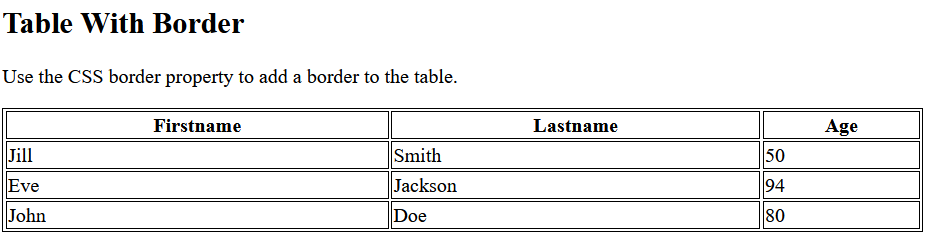 Table With Border
Use the CSS border property to add a border to the table.
Firstname Lastname Age
Jill Smith 50
Eve Jackson 94
John Doe 80